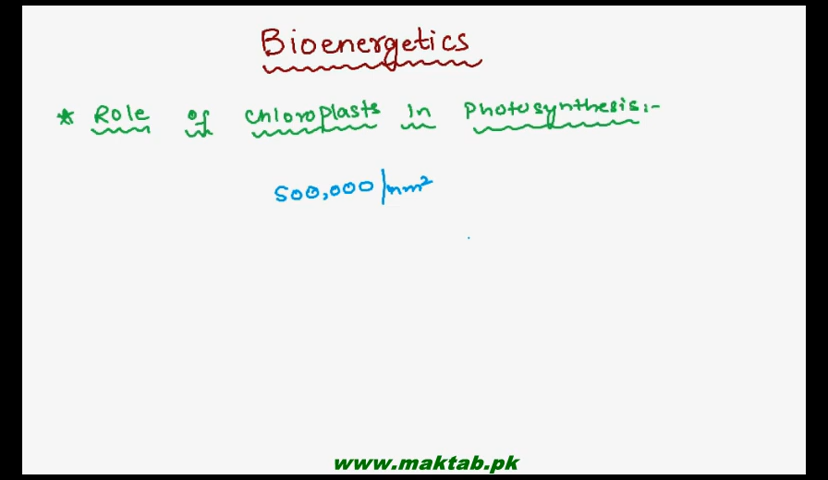 Bioenergetics
* Role of Chloroplasts In Photosynthesis:-
500,000/mm²
www.maktab.pk